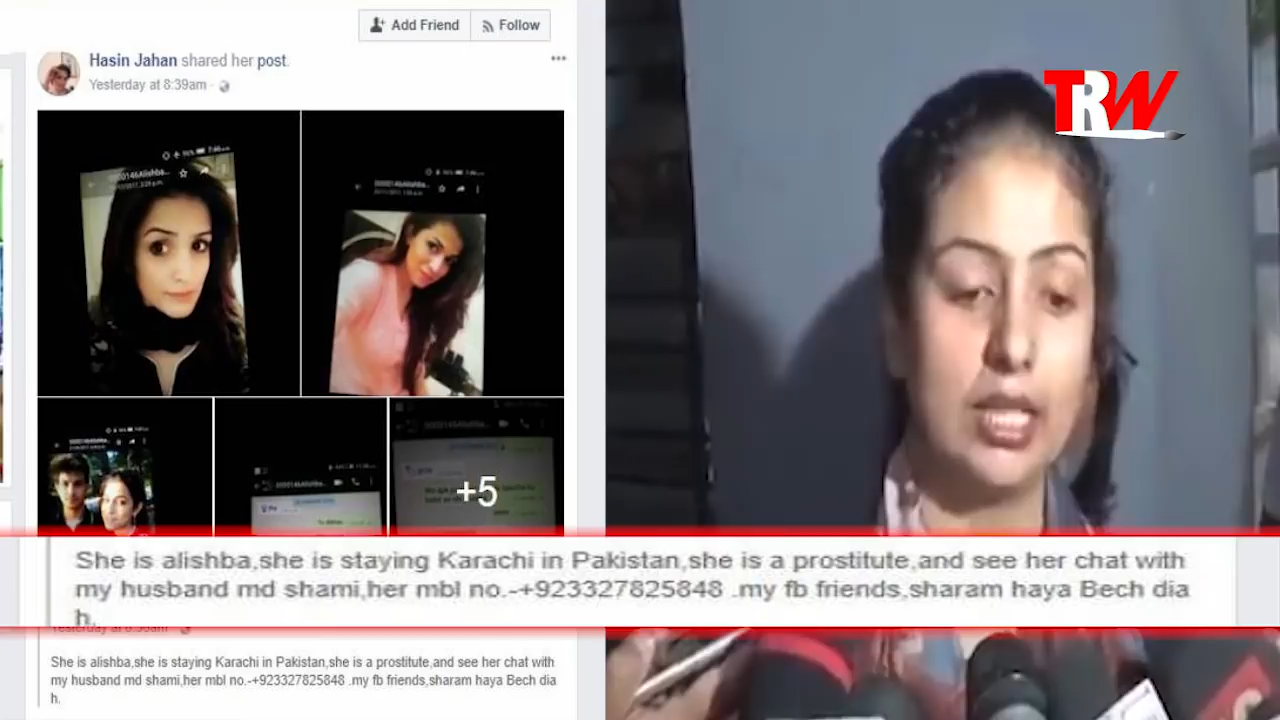 Add Friend
Follow
Hasin Jahan shared her post.
Yesterday at 8:39am
TRW
+5
She is alishba,she is staying Karachi in Pakistan,she is a prostitute,and see her chat with
my husband md shami,her mbl no.-+923327825848 .my fb friends,sharam haya Bech dia
h.
She is alishba,she is staying Karachi in Pakistan,she is a prostitute,and see her chat with
my husband md shami,her mbl no.-+923327825848 .my fb friends,sharam haya Bech dia
h.